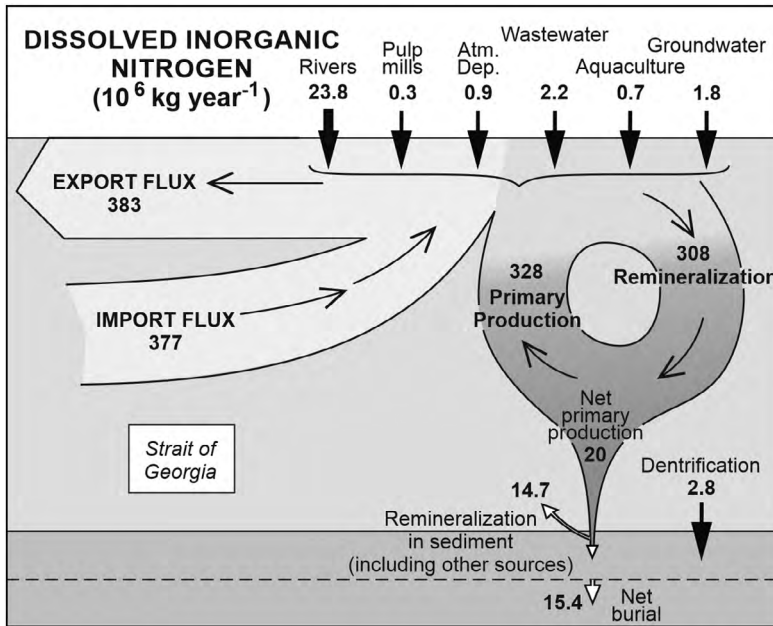 DISSOLVED INORGANIC
NITROGEN
(10⁶ kg year⁻¹)
Rivers
23.8
Pulp
mills
0.3
Atm.
Dep.
0.9
Wastewater
2.2
Aquaculture
0.7
Groundwater
1.8
EXPORT FLUX
383
IMPORT FLUX
377
328
Primary
Production
308
Remineralization
Net
primary
production
20
Strait of
Georgia
Dentrification
2.8
14.7
Remineralization
in sediment
(including other sources)
15.4
Net
burial